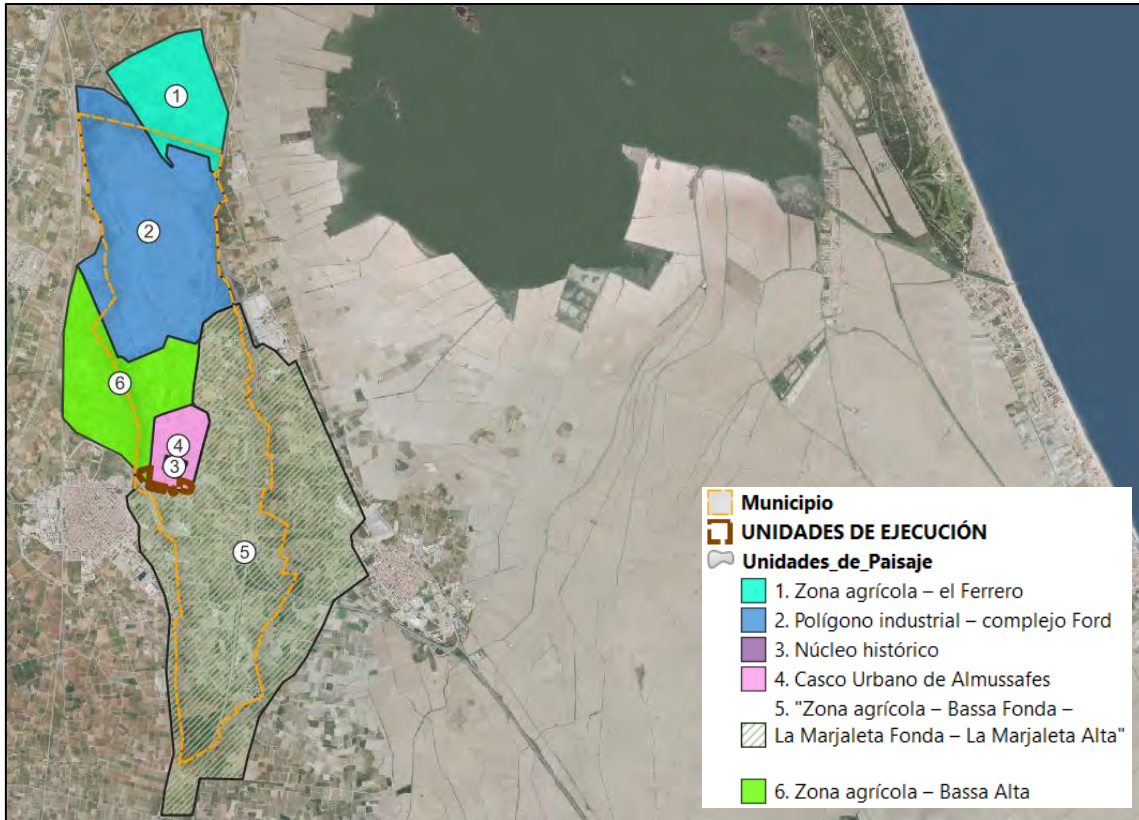 1
2
6
4
3
5
Municipio
UNIDADES DE EJECUCIÓN
Unidades_de_Paisaje
1. Zona agrícola – el Ferrero
2. Polígono industrial – complejo Ford
3. Núcleo histórico
4. Casco Urbano de Almussafes
5. "Zona agrícola – Bassa Fonda –
La Marjaleta Fonda – La Marjaleta Alta"
6. Zona agrícola – Bassa Alta